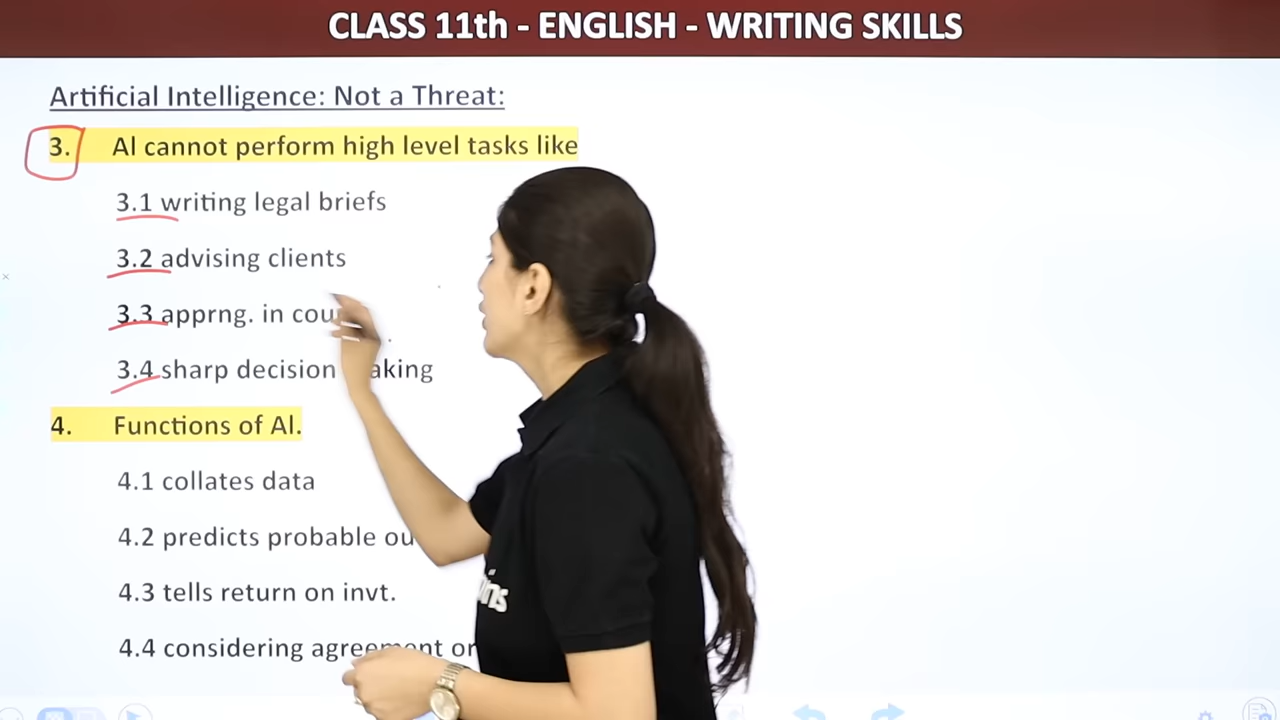 CLASS 11th - ENGLISH - WRITING SKILLS
Artificial Intelligence: Not a Threat:
3. AI cannot perform high level tasks like
3.1 writing legal briefs
3.2 advising clients
3.3 apprng. in
3.4 sharp decision
4. Functions of AI.
4.1 collates data
4.2 predicts probable
4.3 tells return on invt.
4.4 considering agreement or